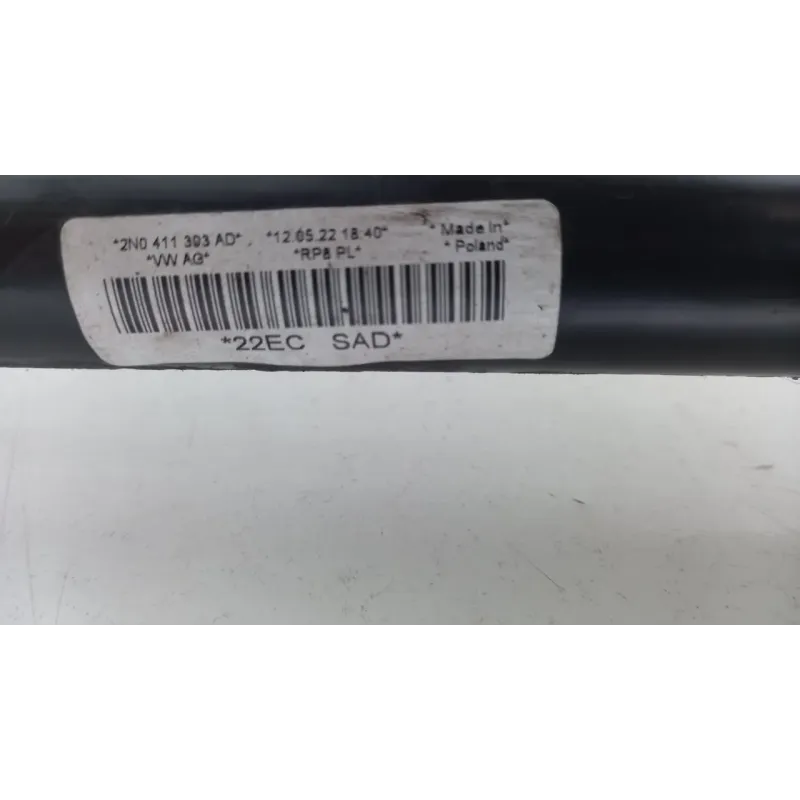 *2N0 411 303 AD* *12.05.22 18:40* * Made In*
*VW AG* *RP8 PL* * Poland*
*22EC SAD*